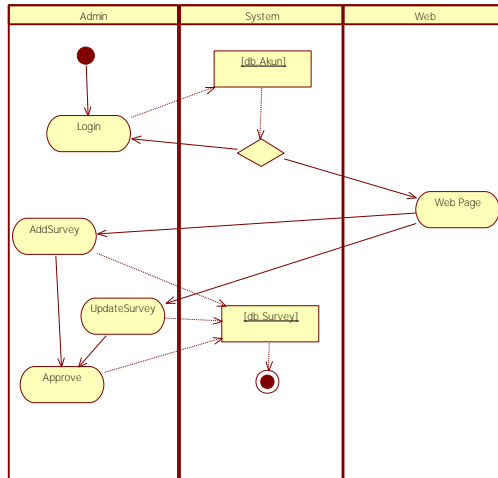 Admin
System
Web
[db.Akun]
Login
Web Page
AddSurvey
UpdateSurvey
[db.Survey]
Approve